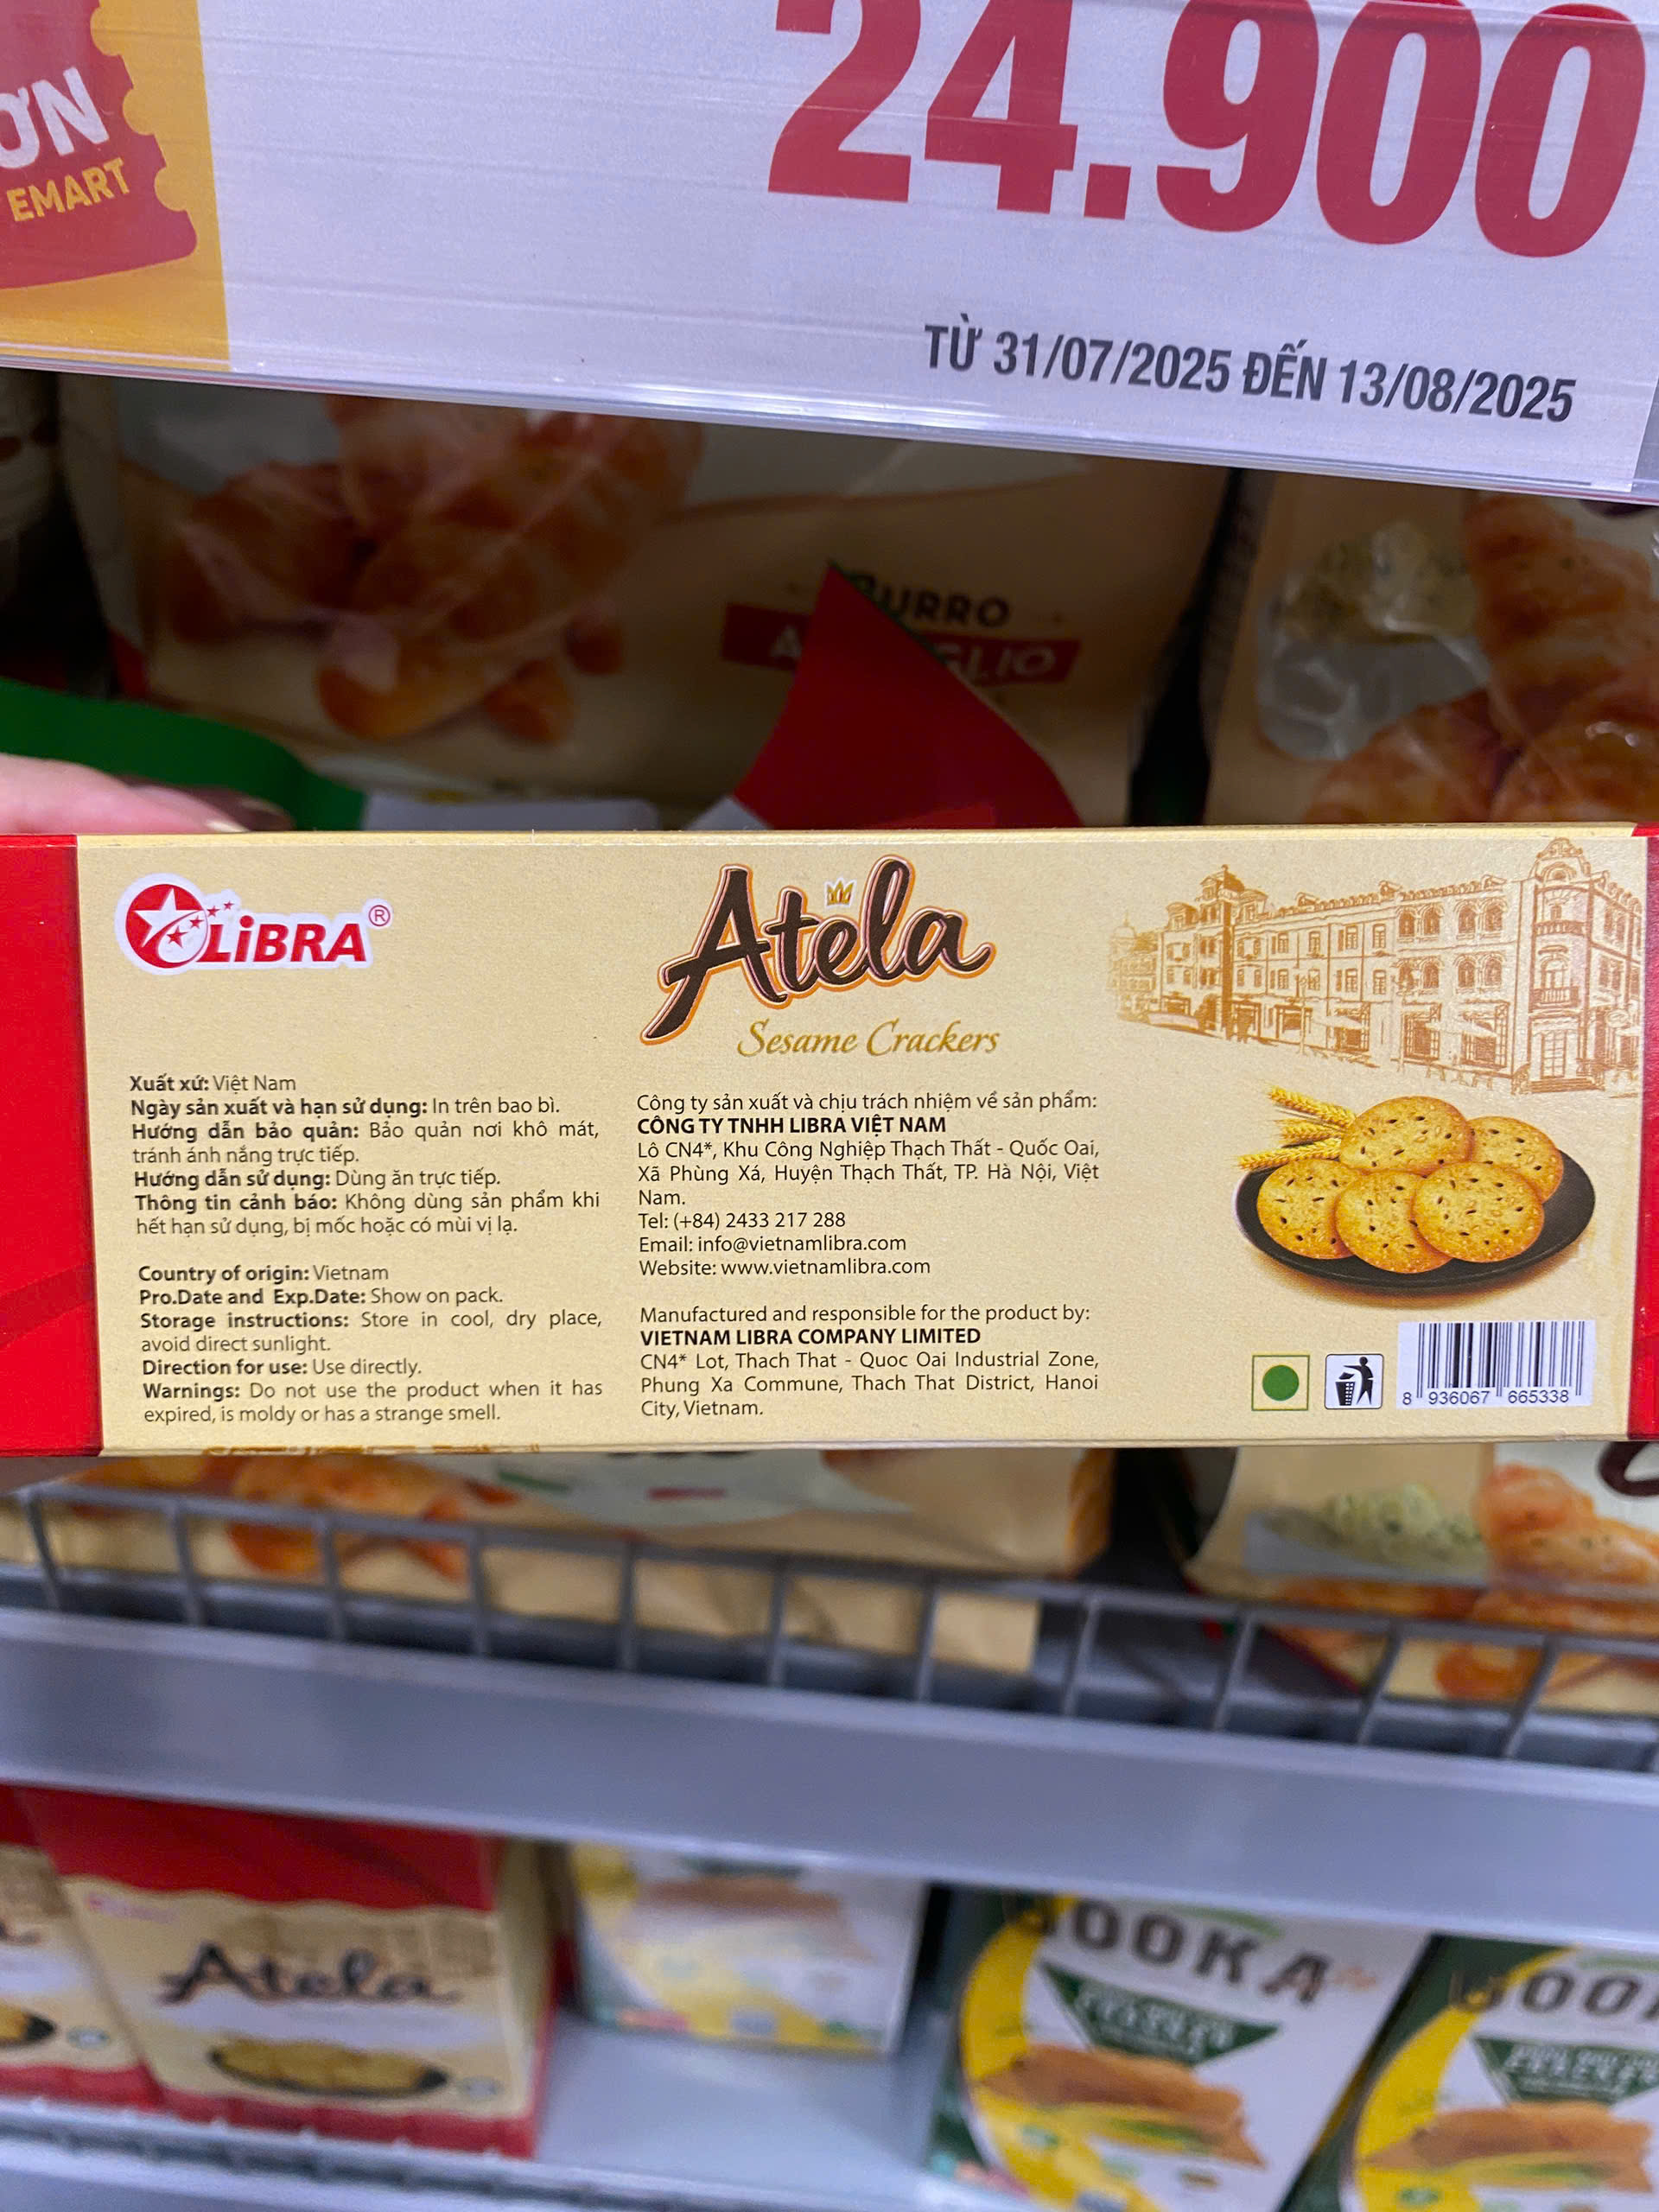 ƠN
EMART
24.900
TỪ 31/07/2025 ĐẾN 13/08/2025
BURRO
LIBRA®
Atela
Sesame Crackers
Xuất xứ: Việt Nam
Ngày sản xuất và hạn sử dụng: In trên bao bì.
Hướng dẫn bảo quản: Bảo quản nơi khô mát,
tránh ánh nắng trực tiếp.
Hướng dẫn sử dụng: Dùng ăn trực tiếp.
Thông tin cảnh báo: Không dùng sản phẩm khi
hết hạn sử dụng, bị mốc hoặc có mùi vị lạ.
Country of origin: Vietnam
Pro.Date and Exp.Date: Show on pack.
Storage instructions: Store in cool, dry place,
avoid direct sunlight.
Direction for use: Use directly.
Warnings: Do not use the product when it has
expired, is moldy or has a strange smell.
Công ty sản xuất và chịu trách nhiệm về sản phẩm:
CÔNG TY TNHH LIBRA VIỆT NAM
Lô CN4*, Khu Công Nghiệp Thạch Thất - Quốc Oai,
Xã Phùng Xá, Huyện Thạch Thất, TP. Hà Nội, Việt
Nam.
Tel: (+84) 2433 217 288
Email: info@vietnamlibra.com
Website: www.vietnamlibra.com
Manufactured and responsible for the product by:
VIETNAM LIBRA COMPANY LIMITED
CN4* Lot, Thach That - Quoc Oai Industrial Zone,
Phung Xa Commune, Thach That District, Hanoi
City, Vietnam.
8 936067 665338
Atela